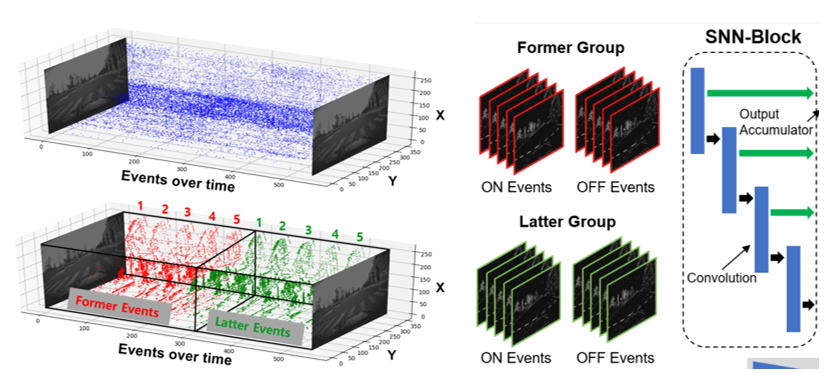 250
200
150
100
50
0
X
350
300
250
200
150
100
50
0
Y
0
100
200
300
400
500
Events over time
1 2 3 4 5 1 2 3 4 5
250
200
150
100
50
0
X
350
300
250
200
150
100
50
0
Y
Former Events
Latter Events
0
100
200
300
400
500
Events over time
Former Group
ON Events
OFF Events
Latter Group
ON Events
OFF Events
SNN-Block
Output
Accumulator
Convolution